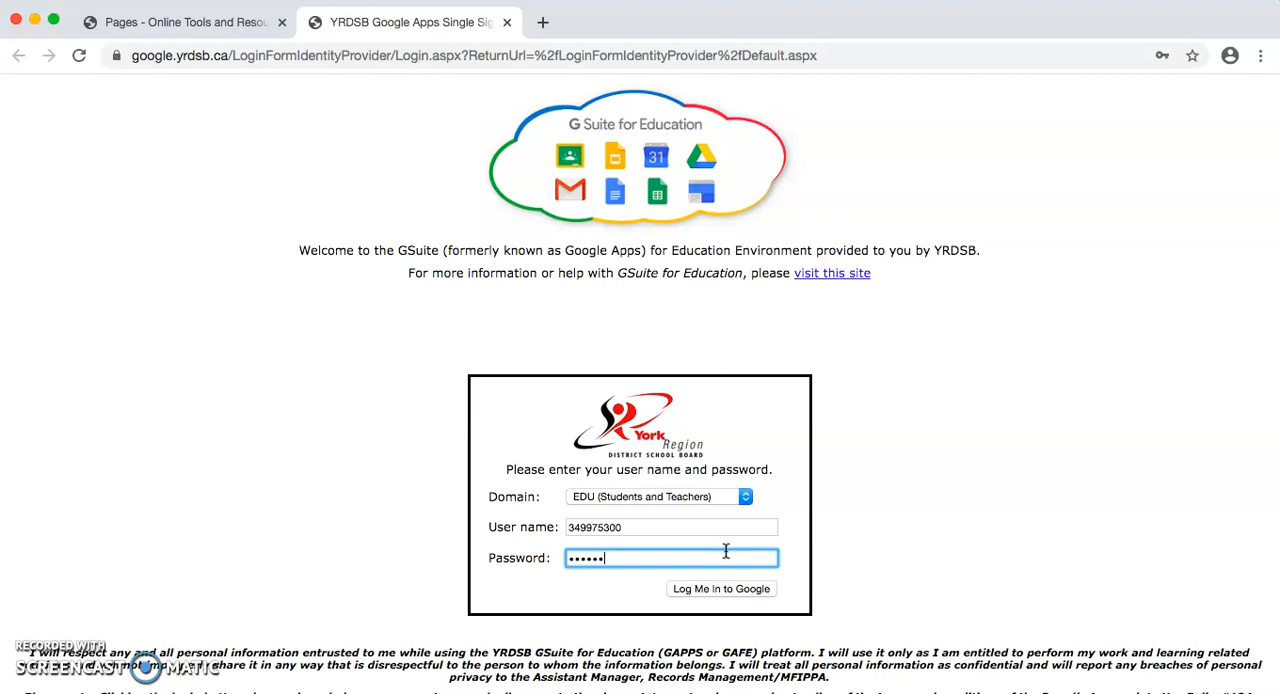 Pages - Online Tools and Resou
YRDSB Google Apps Single Sig
google.yrdsb.ca/LoginFormIdentityProvider/Login.aspx?ReturnUrl=%2fLoginFormIdentityProvider%2fDefault.aspx
G Suite for Education
31
Welcome to the GSuite (formerly known as Google Apps) for Education Environment provided to you by YRDSB.
For more information or help with GSuite for Education, please visit this site
York
Region
DISTRICT SCHOOL BOARD
Please enter your user name and password.
Domain: EDU (Students and Teachers)
User name: 349975300
Password: ••••••
Log Me In to Google
RECORDED WITH
SCREENCAST MATIC
I will respect any and all personal information entrusted to me while using the YRDSB GSuite for Education (GAPPS or GAFE) platform. I will use it only as I am entitled to perform my work and learning related
share it in any way that is disrespectful to the person to whom the information belongs. I will treat all personal information as confidential and will report any breaches of personal
privacy to the Assistant Manager, Records Management/MFIPPA.